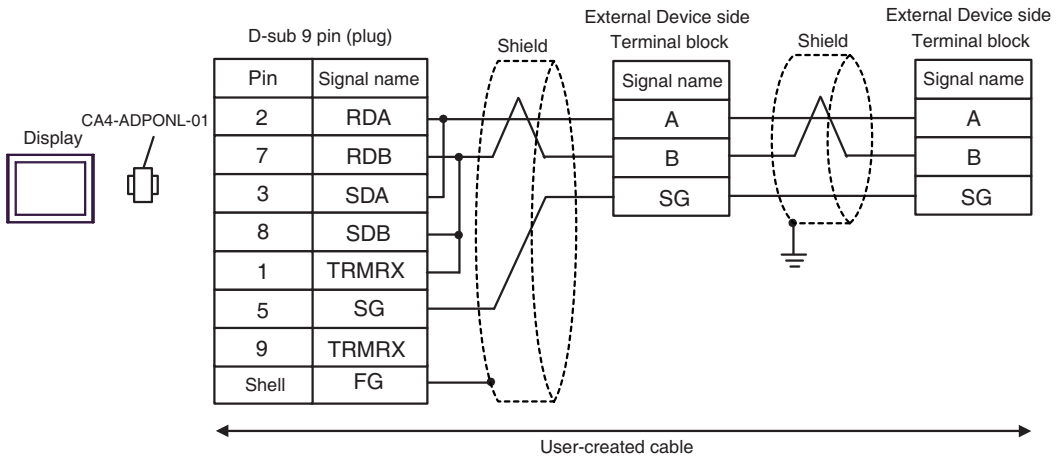 External Device side
Terminal block
External Device side
Terminal block
D-sub 9 pin (plug)
Shield
Shield
Pin
Signal name
Signal name
Signal name
2
RDA
A
A
7
RDB
B
B
3
SDA
SG
SG
8
SDB
1
TRMRX
5
SG
9
TRMRX
Shell
FG
CA4-ADPONL-01
Display
User-created cable